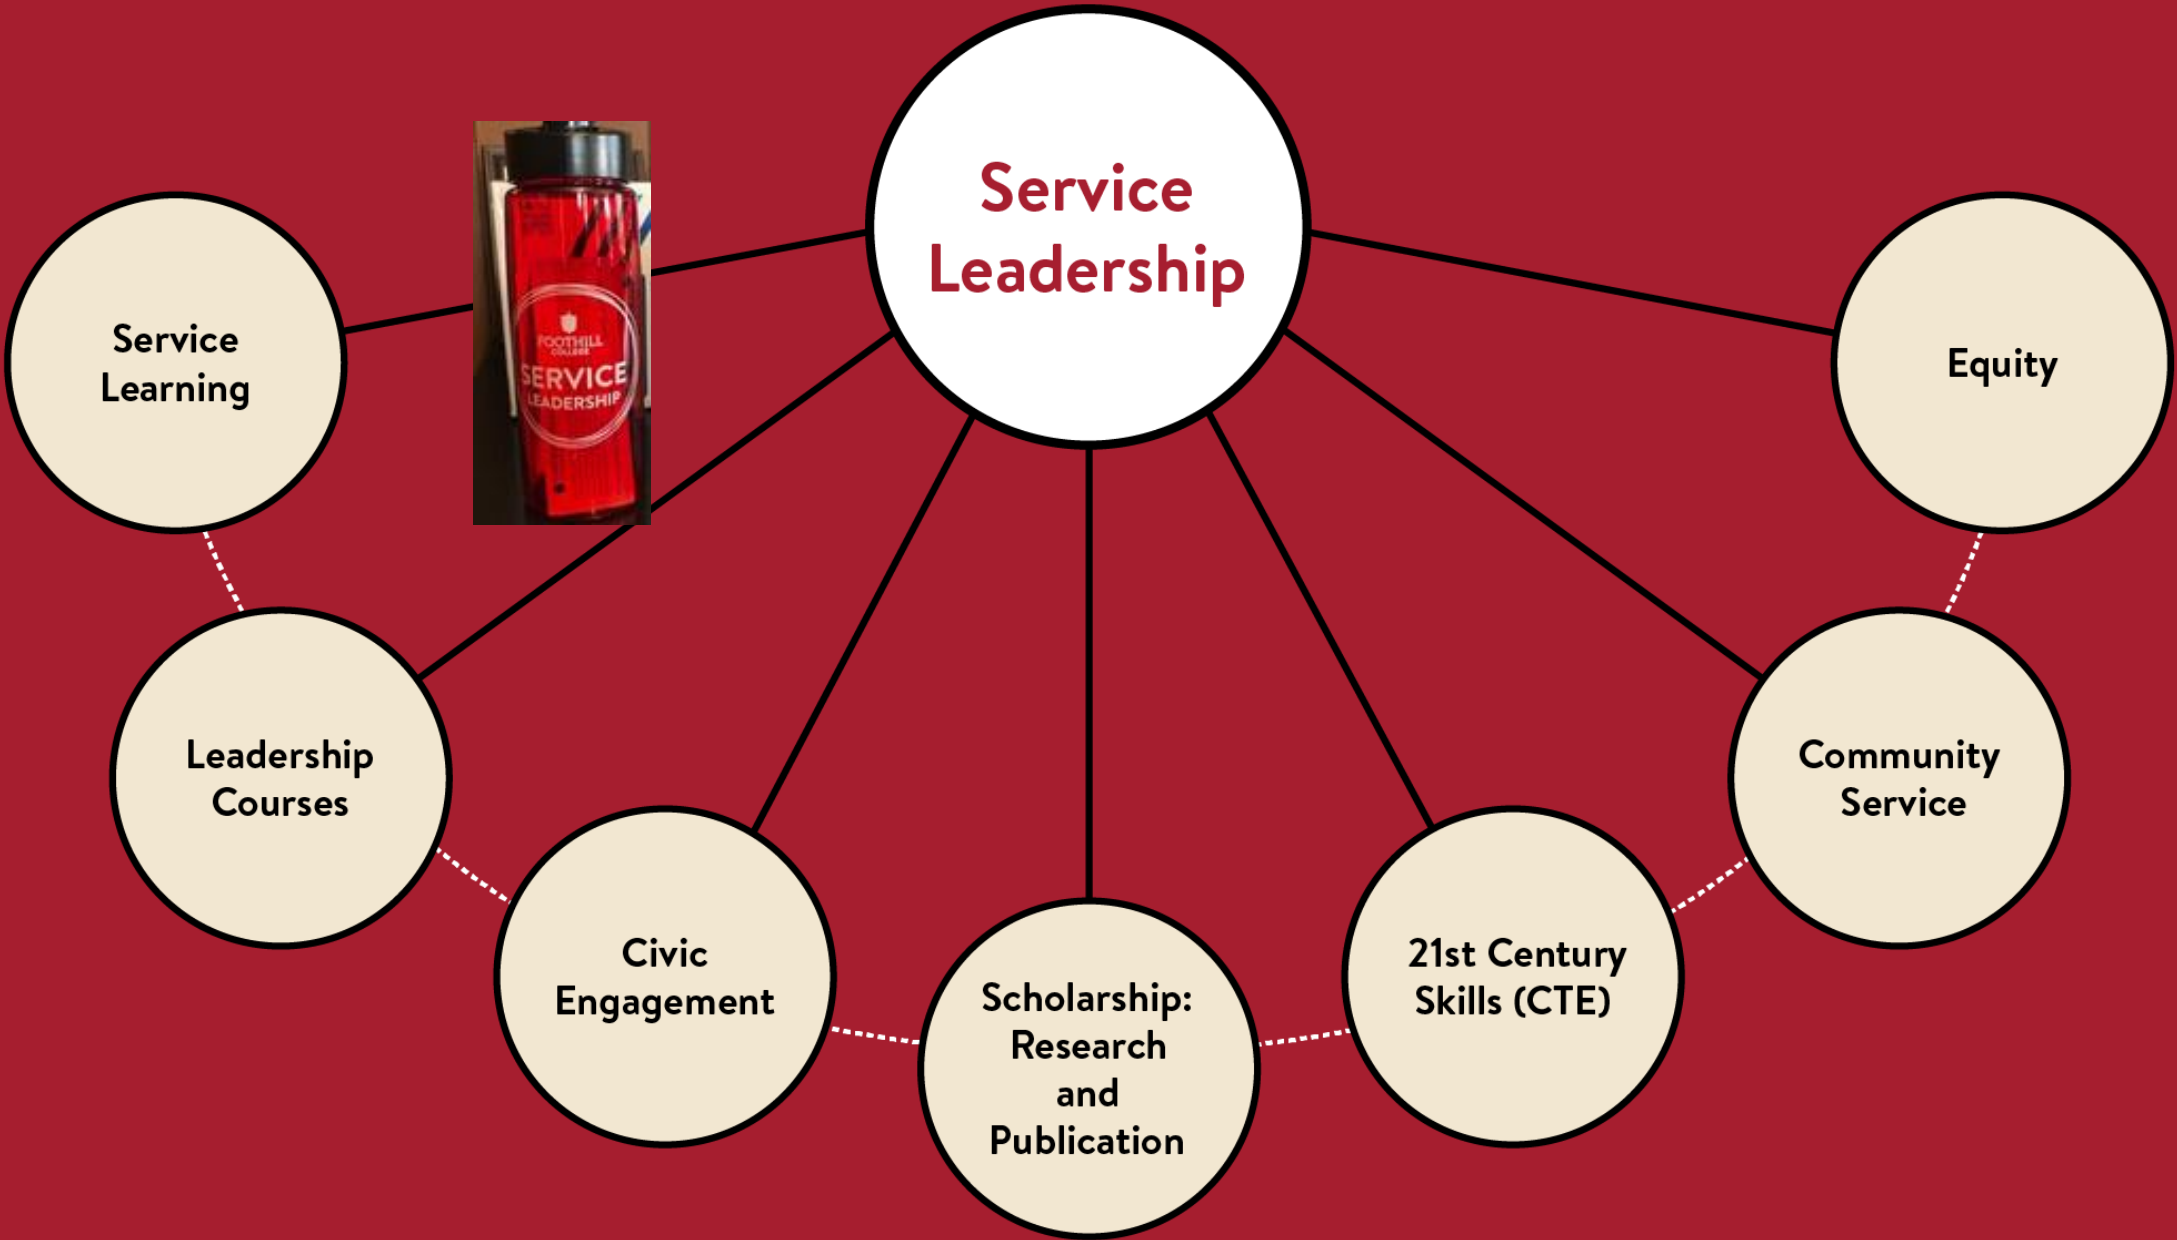 Service
Leadership
FOOTHILL
COLLEGE
SERVICE
LEADERSHIP
Service
Learning
Equity
Leadership
Courses
Community
Service
Civic
Engagement
21st Century
Skills (CTE)
Scholarship:
Research
and
Publication